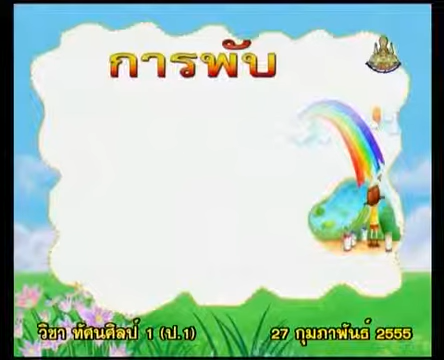 การพับ
วิชา ทัศนศิลป์ 1 (ป.1)
27 กุมภาพันธ์ 2555